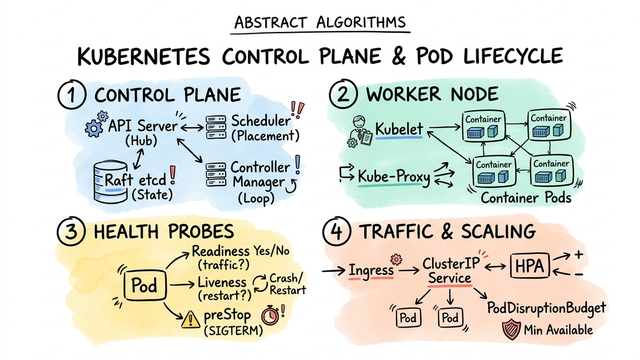 ABSTRACT ALGORITHMS
KUBERNETES CONTROL PLANE & POD LIFECYCLE
1 CONTROL PLANE
API Server
(Hub)
Scheduler
(Placement)
Raft etcd
(State)
Controller
Manager
(Loop)
2 WORKER NODE
Kubelet
Kube-Proxy
Container
Container
Container
Container
Container Pods
3 HEALTH PROBES
Pod
Readiness Yes/No
(traffic?)
Liveness
(restart?)
Crash/
Restart
preStop
(SIGTERM)
4 TRAFFIC & SCALING
Ingress
ClusterIP
Service
HPA
+
−
Pod
Pod
PodDisruptionBudget
Min Available